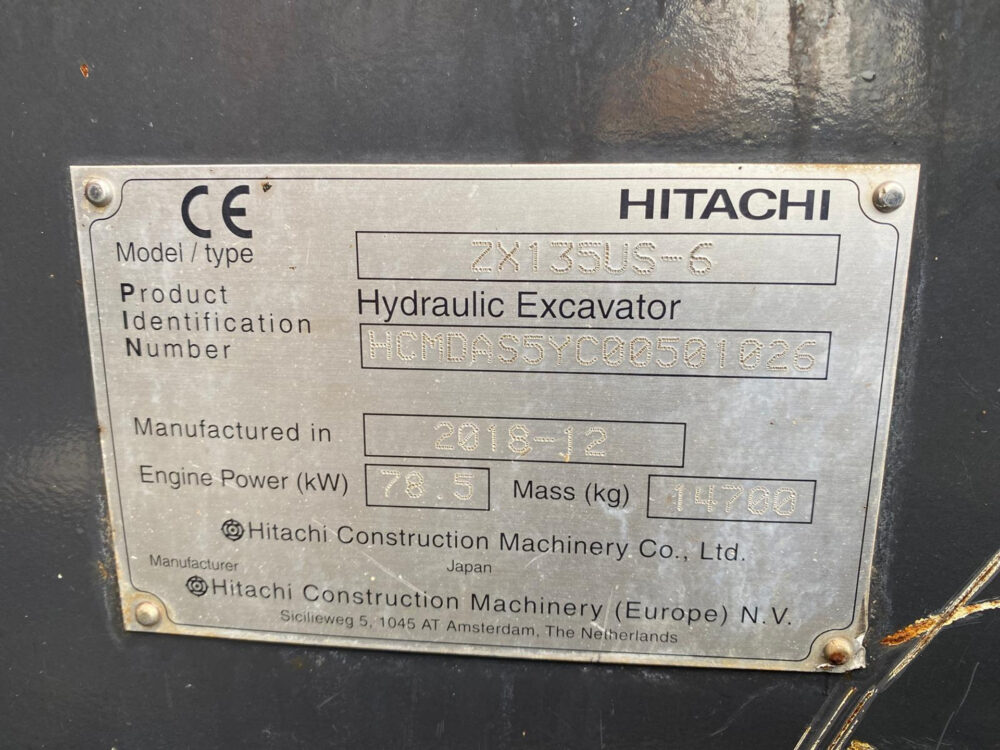 CE HITACHI
Model / type ZX135US-6
Product Hydraulic Excavator
Identification
Number HCMDAS5YC00501026
Manufactured in 2018-12
Engine Power (kW) 78.5 Mass (kg) 14700
Hitachi Construction Machinery Co., Ltd.
Manufacturer Japan
Hitachi Construction Machinery (Europe) N.V.
Sicilieweg 5, 1045 AT Amsterdam, The Netherlands